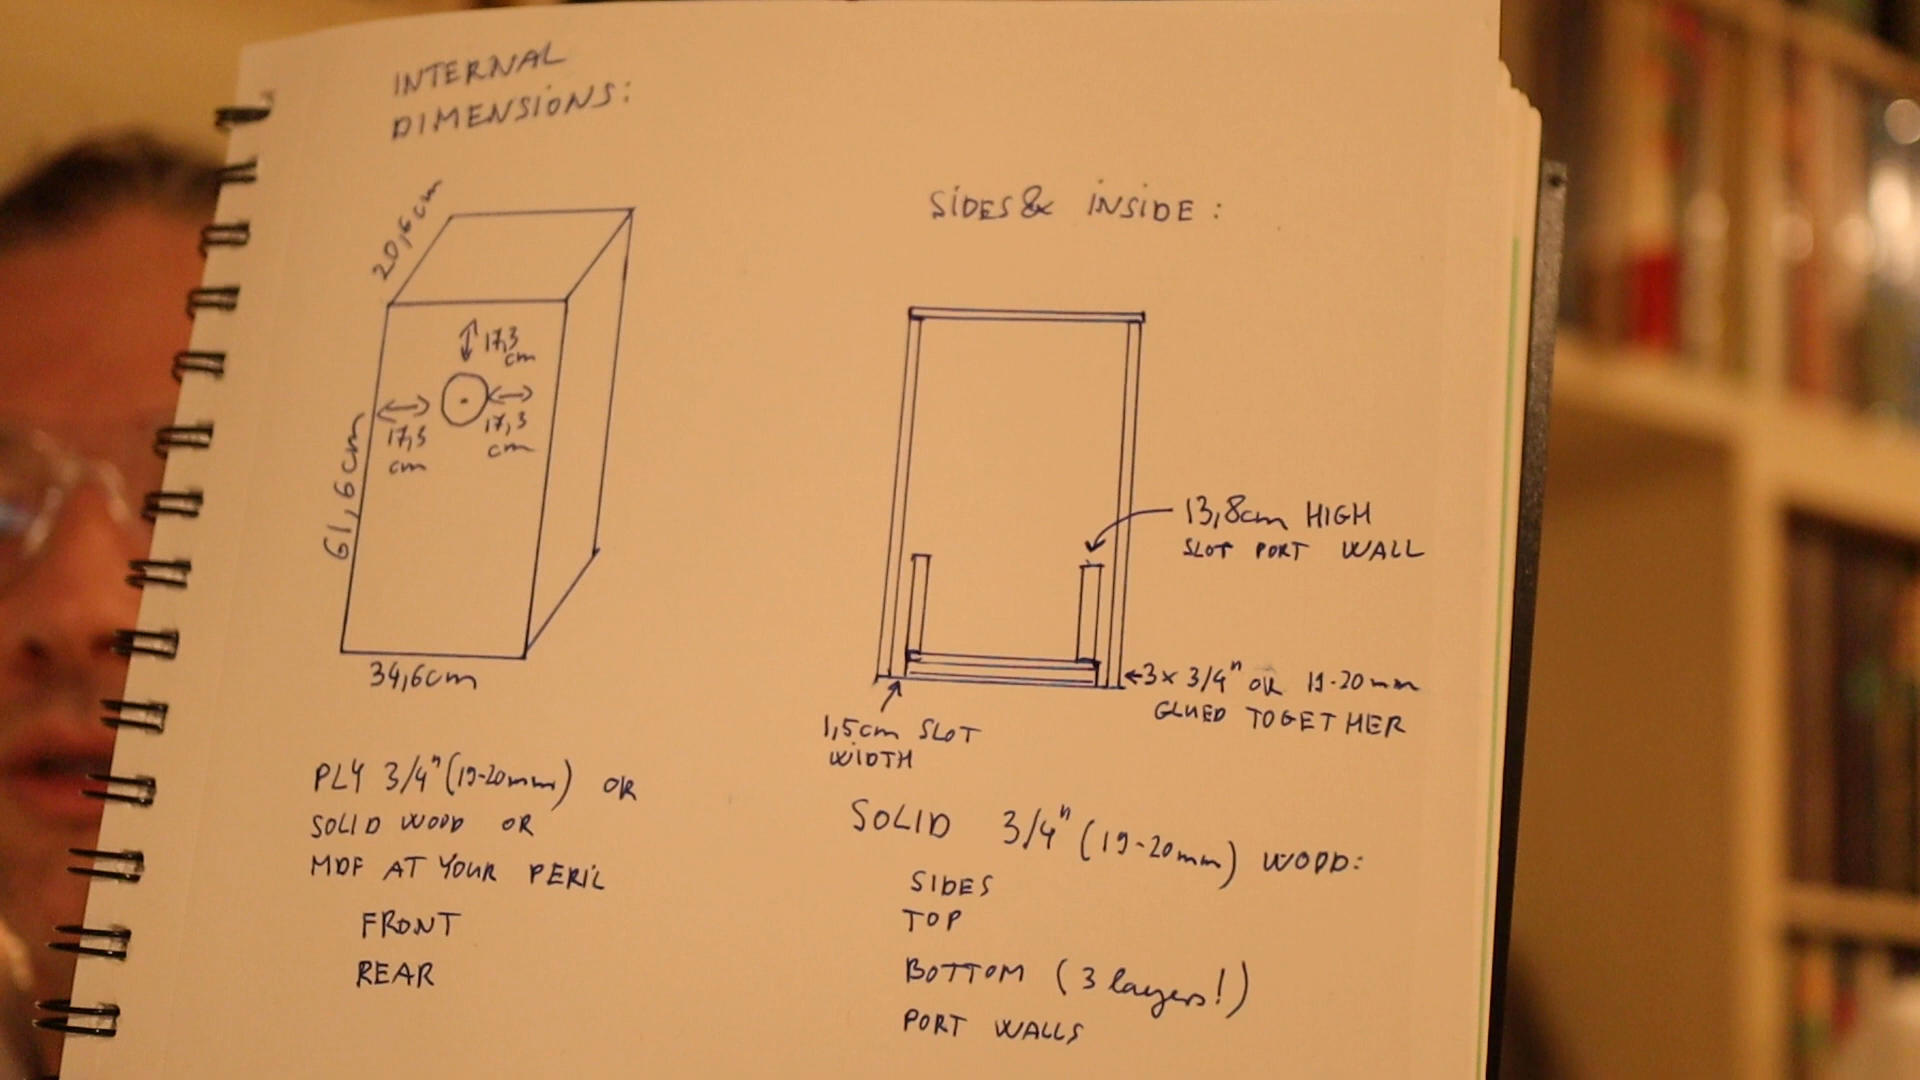 INTERNAL
DIMENSIONS:
20,6cm
17,3
cm
17,3
cm
17,3
cm
61,6cm
34,6cm
PLY 3/4" (19-20mm) OR
SOLID WOOD OR
MDF AT YOUR PERIL
FRONT
REAR
SIDES & INSIDE:
13,8cm HIGH
SLOT PORT WALL
←3x 3/4" OR 19-20mm
GLUED TOGETHER
1,5cm SLOT
WIDTH
SOLID 3/4" (19-20mm) WOOD:
SIDES
TOP
BOTTOM (3 layers!)
PORT WALLS